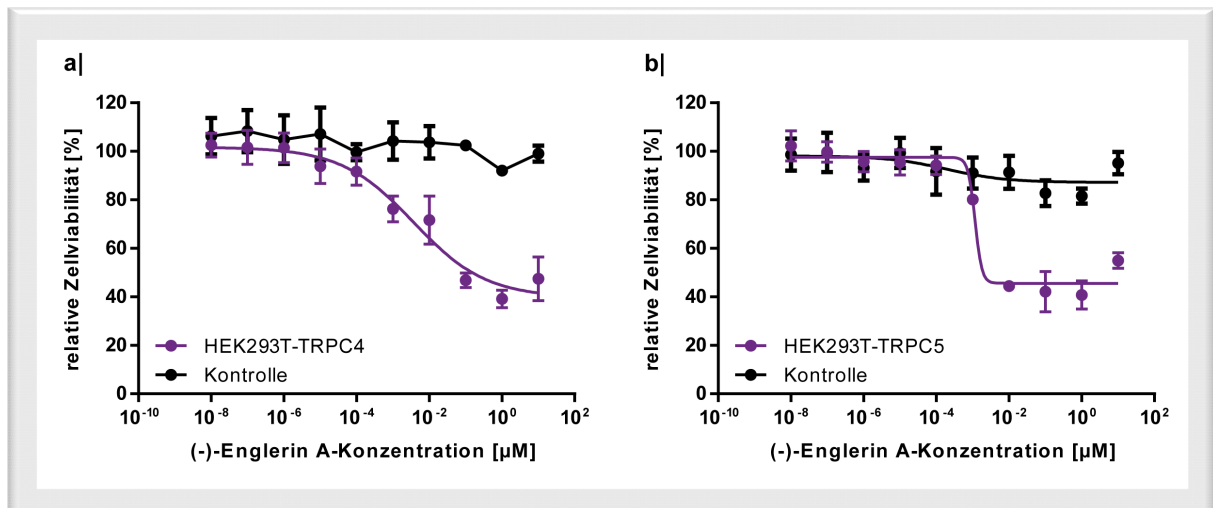 a|
120
100
80
60
40
20
0
relative Zellviabilität [%]
HEK293T-TRPC4
Kontrolle
10-10 10-8 10-6 10-4 10-2 100 102
(-)-Englerin A-Konzentration [µM]
b|
120
100
80
60
40
20
0
relative Zellviabilität [%]
HEK293T-TRPC5
Kontrolle
10-10 10-8 10-6 10-4 10-2 100 102
(-)-Englerin A-Konzentration [µM]